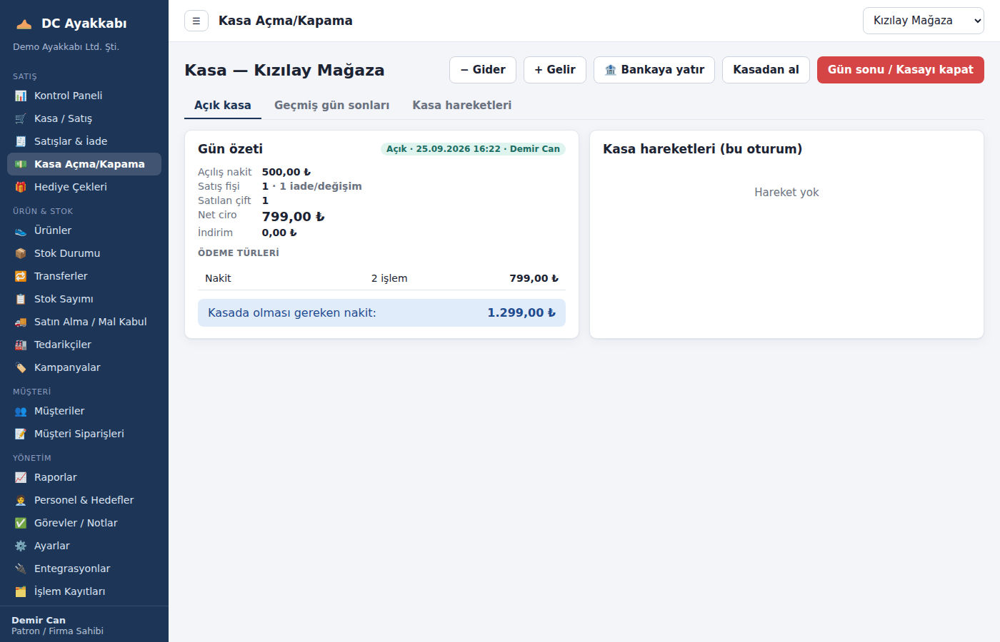 DC Ayakkabı
Demo Ayakkabı Ltd. Şti.
SATIŞ
Kontrol Paneli
Kasa / Satış
Satışlar & İade
Kasa Açma/Kapama
Hediye Çekleri
ÜRÜN & STOK
Ürünler
Stok Durumu
Transferler
Stok Sayımı
Satın Alma / Mal Kabul
Tedarikçiler
Kampanyalar
MÜŞTERİ
Müşteriler
Müşteri Siparişleri
YÖNETİM
Raporlar
Personel & Hedefler
Görevler / Notlar
Ayarlar
Entegrasyonlar
İşlem Kayıtları
Demir Can
Patron / Firma Sahibi
☰ Kasa Açma/Kapama Kızılay Mağaza
Kasa — Kızılay Mağaza − Gider + Gelir 🏦 Bankaya yatır Kasadan al Gün sonu / Kasayı kapat
Açık kasa Geçmiş gün sonları Kasa hareketleri
Gün özeti Açık · 25.09.2026 16:22 · Demir Can
Açılış nakit 500,00 ₺
Satış fişi 1 · 1 iade/değişim
Satılan çift 1
Net ciro 799,00 ₺
İndirim 0,00 ₺
ÖDEME TÜRLERİ
Nakit 2 işlem 799,00 ₺
Kasada olması gereken nakit: 1.299,00 ₺
Kasa hareketleri (bu oturum)
Hareket yok